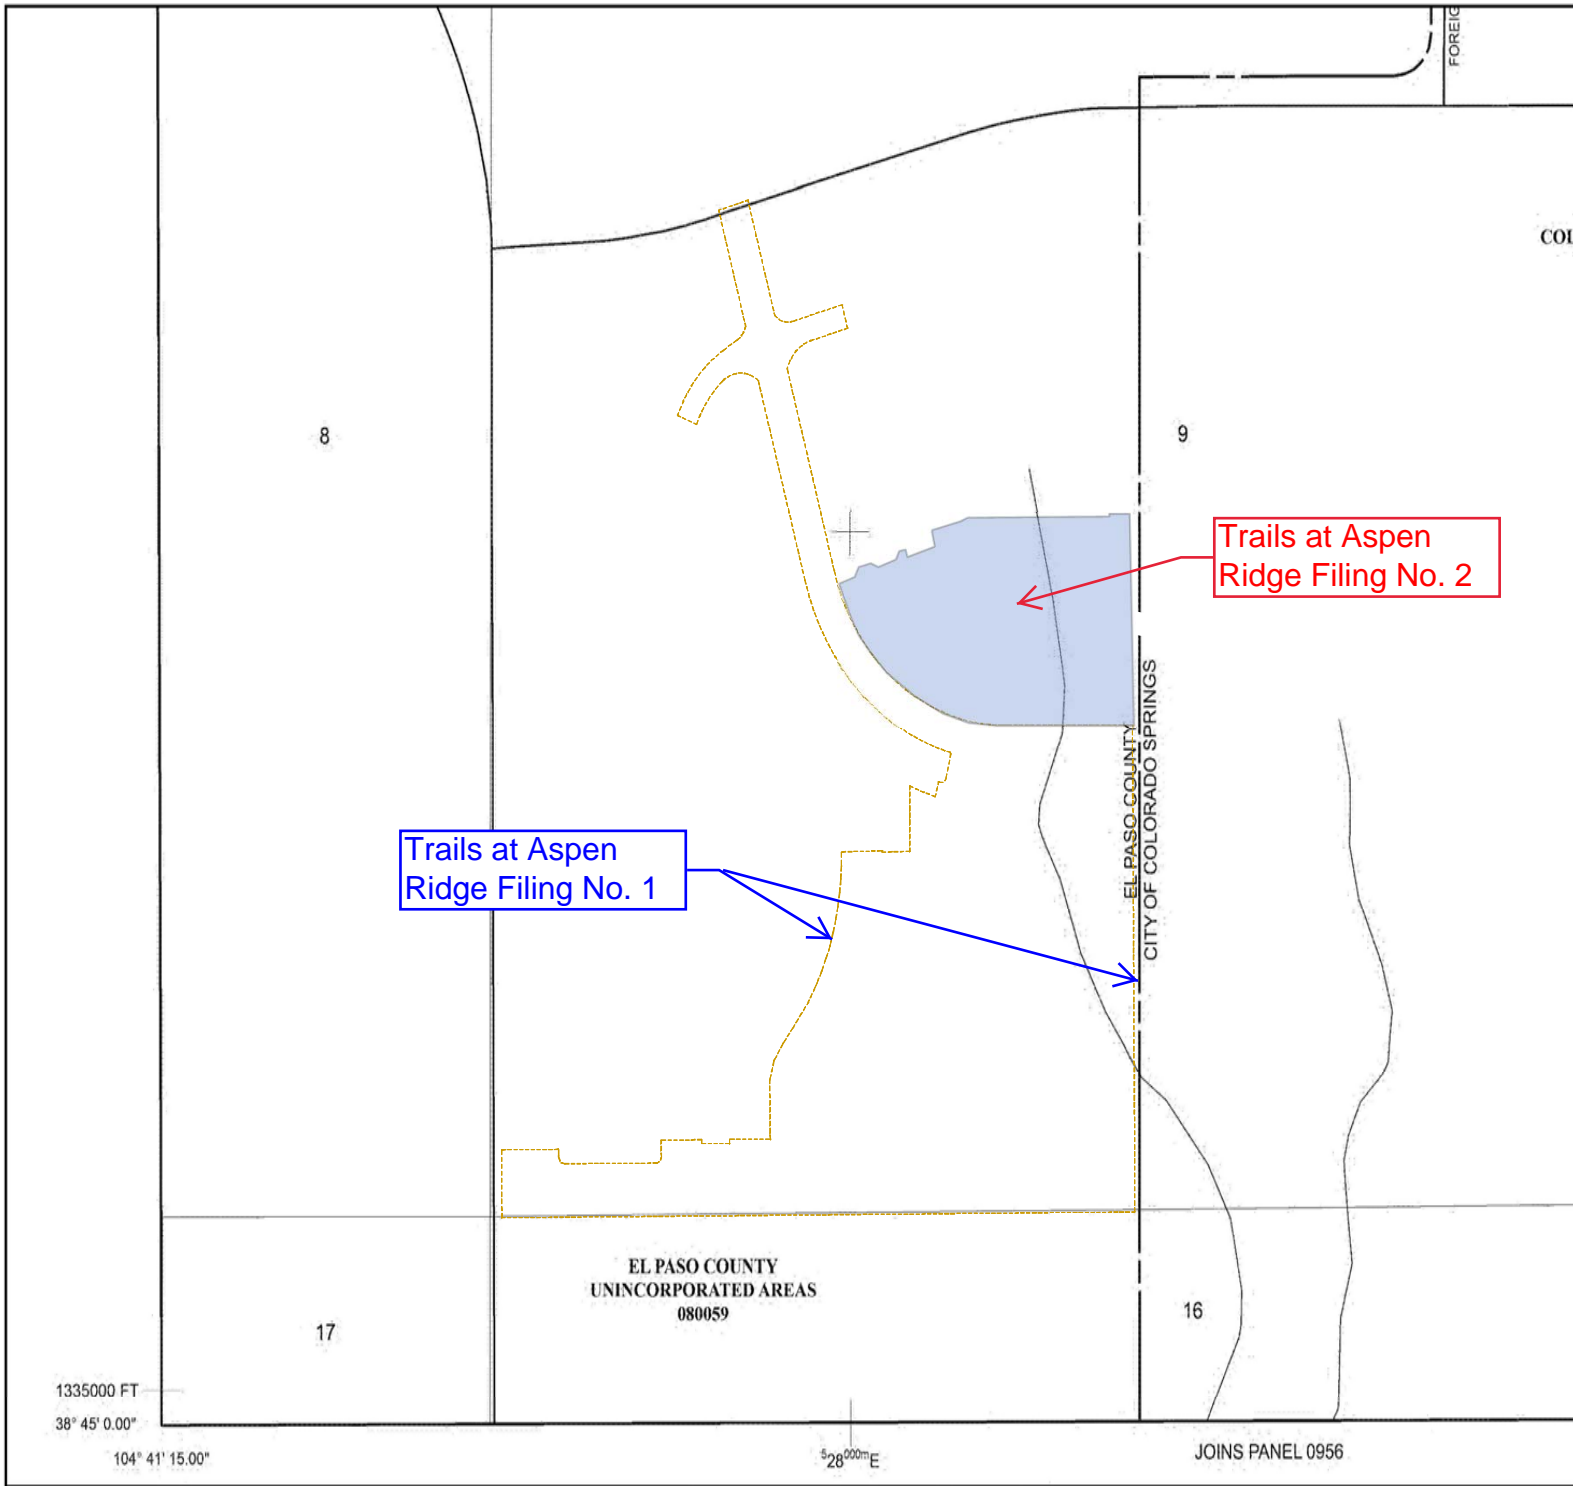 FOREIG
COL
8
9
Trails at Aspen
Ridge Filing No. 2
EL PASO COUNTY
CITY OF COLORADO SPRINGS
Trails at Aspen
Ridge Filing No. 1
EL PASO COUNTY
UNINCORPORATED AREAS
080059
17
16
1335000 FT
38° 45' 0.00"
104° 41' 15.00"
528000mE
JOINS PANEL 0956